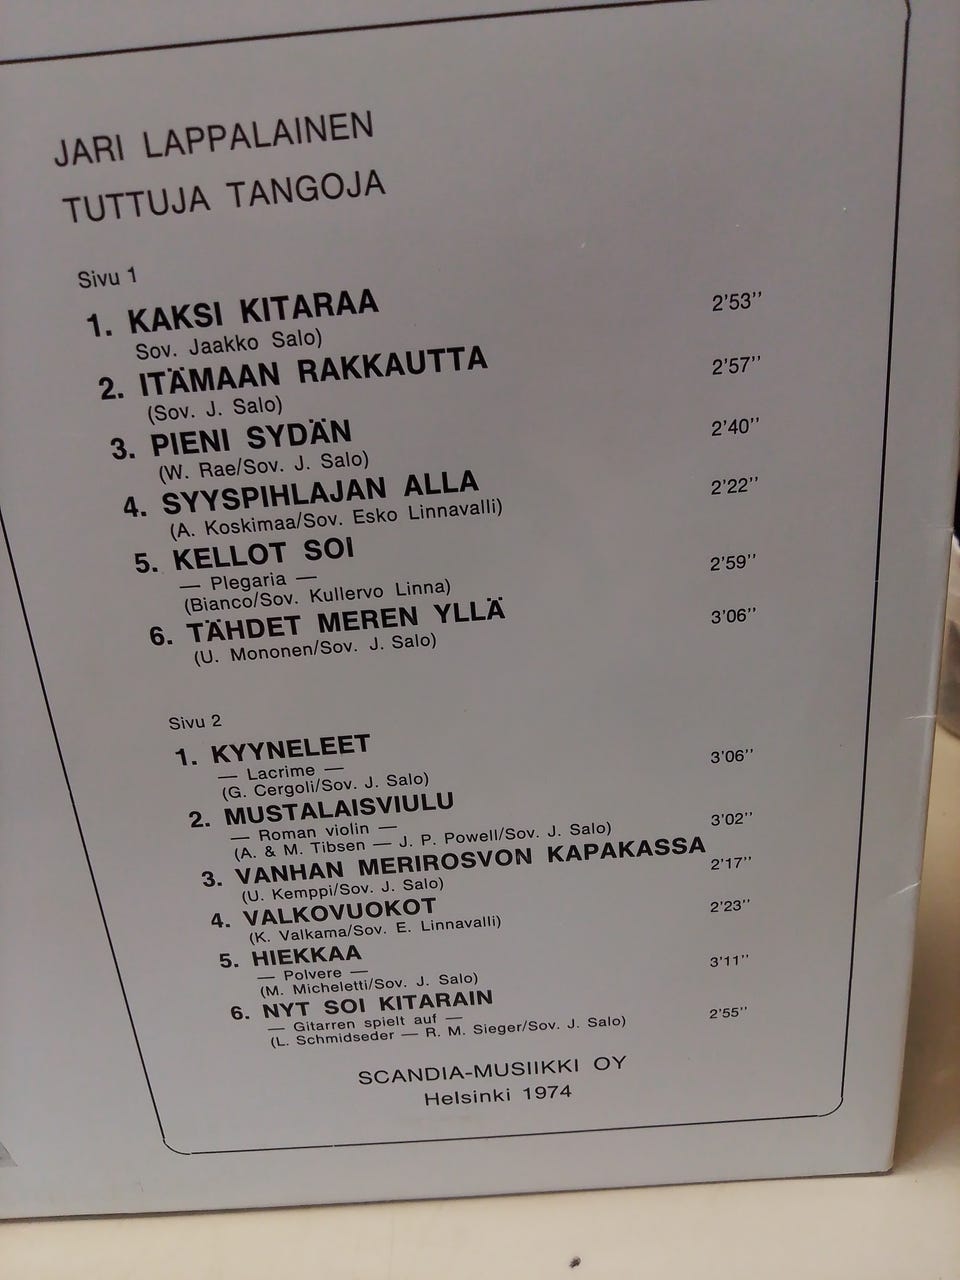 JARI LAPPALAINEN
TUTTUJA TANGOJA
Sivu 1
1. KAKSI KITARAA 2'53''
Sov. Jaakko Salo)
2. ITÄMAAN RAKKAUTTA 2'57''
(Sov. J. Salo)
3. PIENI SYDÄN 2'40''
(W. Rae/Sov. J. Salo)
4. SYYSPIHLAJAN ALLA 2'22''
(A. Koskimaa/Sov. Esko Linnavalli)
5. KELLOT SOI 2'59''
— Plegaria —
(Bianco/Sov. Kullervo Linna)
6. TÄHDET MEREN YLLÄ 3'06''
(U. Mononen/Sov. J. Salo)
Sivu 2
1. KYYNELEET 3'06''
— Lacrime —
(G. Cergoli/Sov. J. Salo)
2. MUSTALAISVIULU 3'02''
— Roman violin —
(A. & M. Tibsen — J. P. Powell/Sov. J. Salo)
3. VANHAN MERIROSVON KAPAKASSA 2'17''
(U. Kemppi/Sov. J. Salo)
4. VALKOVUOKOT 2'23''
(K. Valkama/Sov. E. Linnavalli)
5. HIEKKAA 3'11''
— Polvere —
(M. Micheletti/Sov. J. Salo)
6. NYT SOI KITARAIN 2'55''
— Gitarren spielt auf —
(L. Schmidseder — R. M. Sieger/Sov. J. Salo)
SCANDIA-MUSIIKKI OY
Helsinki 1974